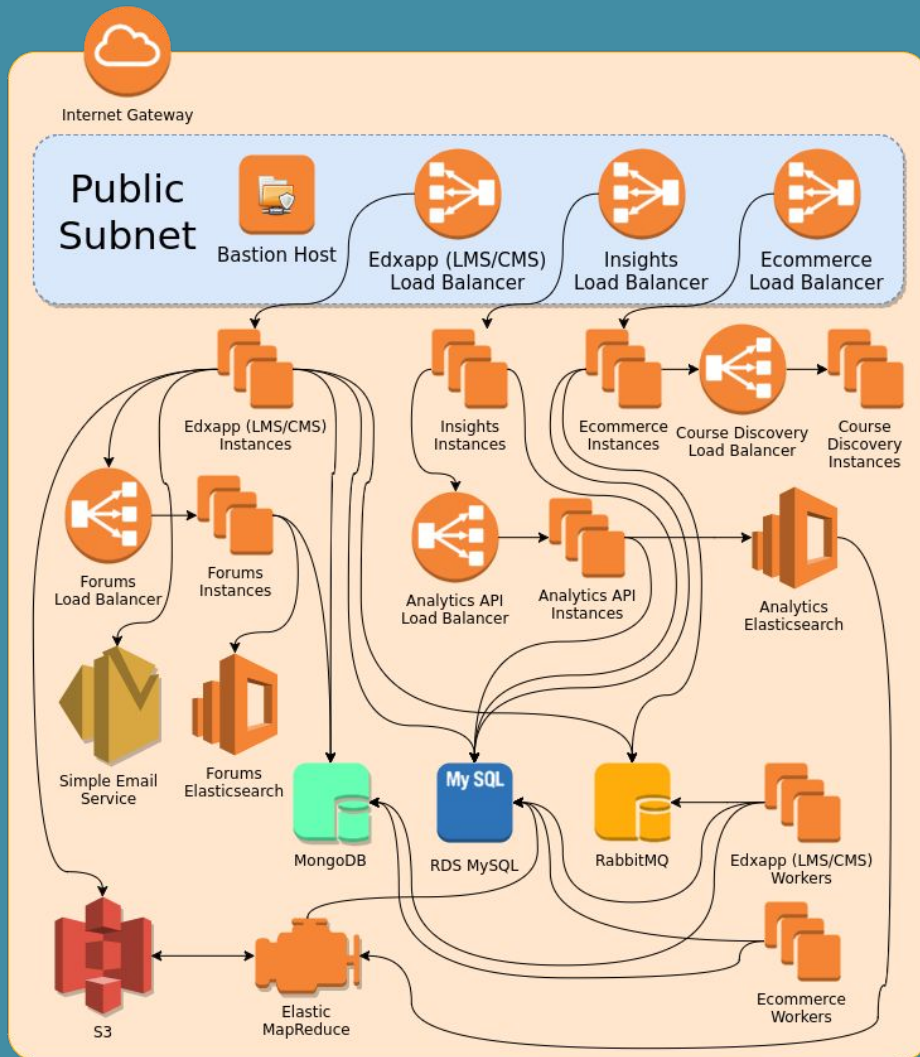 Internet Gateway
Public
Subnet
Bastion Host
Edxapp (LMS/CMS)
Load Balancer
Insights
Load Balancer
Ecommerce
Load Balancer
Edxapp (LMS/CMS)
Instances
Insights
Instances
Ecommerce
Instances
Course Discovery
Load Balancer
Course
Discovery
Instances
Forums
Load Balancer
Forums
Instances
Analytics API
Load Balancer
Analytics API
Instances
Analytics
Elasticsearch
Simple Email
Service
Forums
Elasticsearch
MongoDB
My SQL
RDS MySQL
RabbitMQ
Edxapp (LMS/CMS)
Workers
S3
Elastic
MapReduce
Ecommerce
Workers